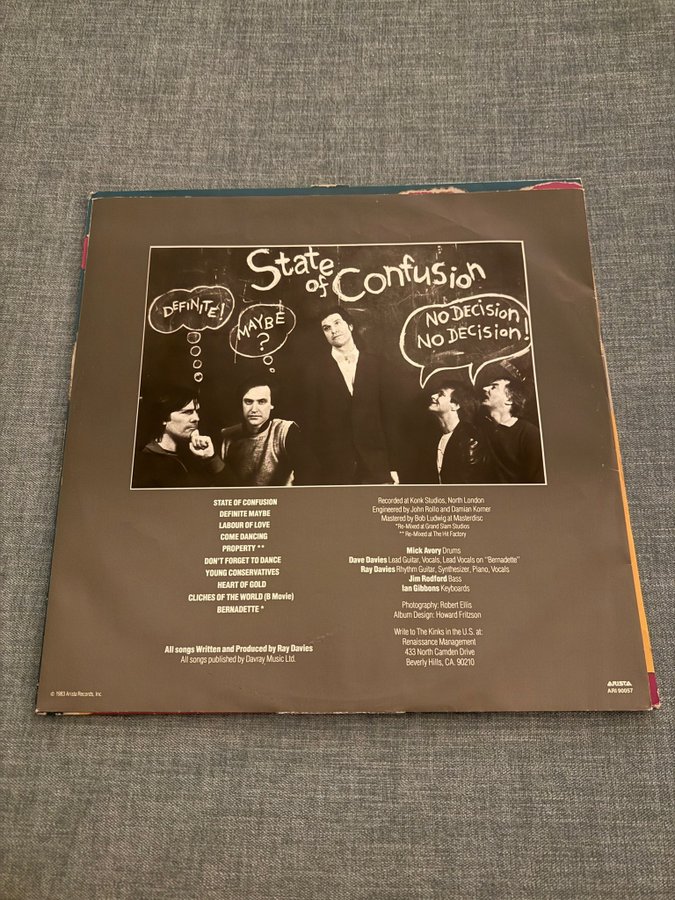 State
of
Confusion
DEFINITE!
MAYBE
?
NO DECISION
NO DECISION!
STATE OF CONFUSION
DEFINITE MAYBE
LABOUR OF LOVE
COME DANCING
PROPERTY **
DON'T FORGET TO DANCE
YOUNG CONSERVATIVES
HEART OF GOLD
CLICHES OF THE WORLD (B Movie)
BERNADETTE *
All songs Written and Produced by Ray Davies
All songs published by Davray Music Ltd.
Recorded at Konk Studios, North London
Engineered by John Rollo and Damian Korner
Mastered by Bob Ludwig at Masterdisc
*Re-Mixed at Grand Slam Studios
** Re-Mixed at The Hit Factory
Mick Avory Drums
Dave Davies Lead Guitar, Vocals, Lead Vocals on "Bernadette"
Ray Davies Rhythm Guitar, Synthesizer, Piano, Vocals
Jim Rodford Bass
Ian Gibbons Keyboards
Photography: Robert Ellis
Album Design: Howard Fritzson
Write to The Kinks in the U.S. at:
Renaissance Management
433 North Camden Drive
Beverly Hills, CA. 90210
© 1983 Arista Records, Inc.
ARISTA
ARI 90057